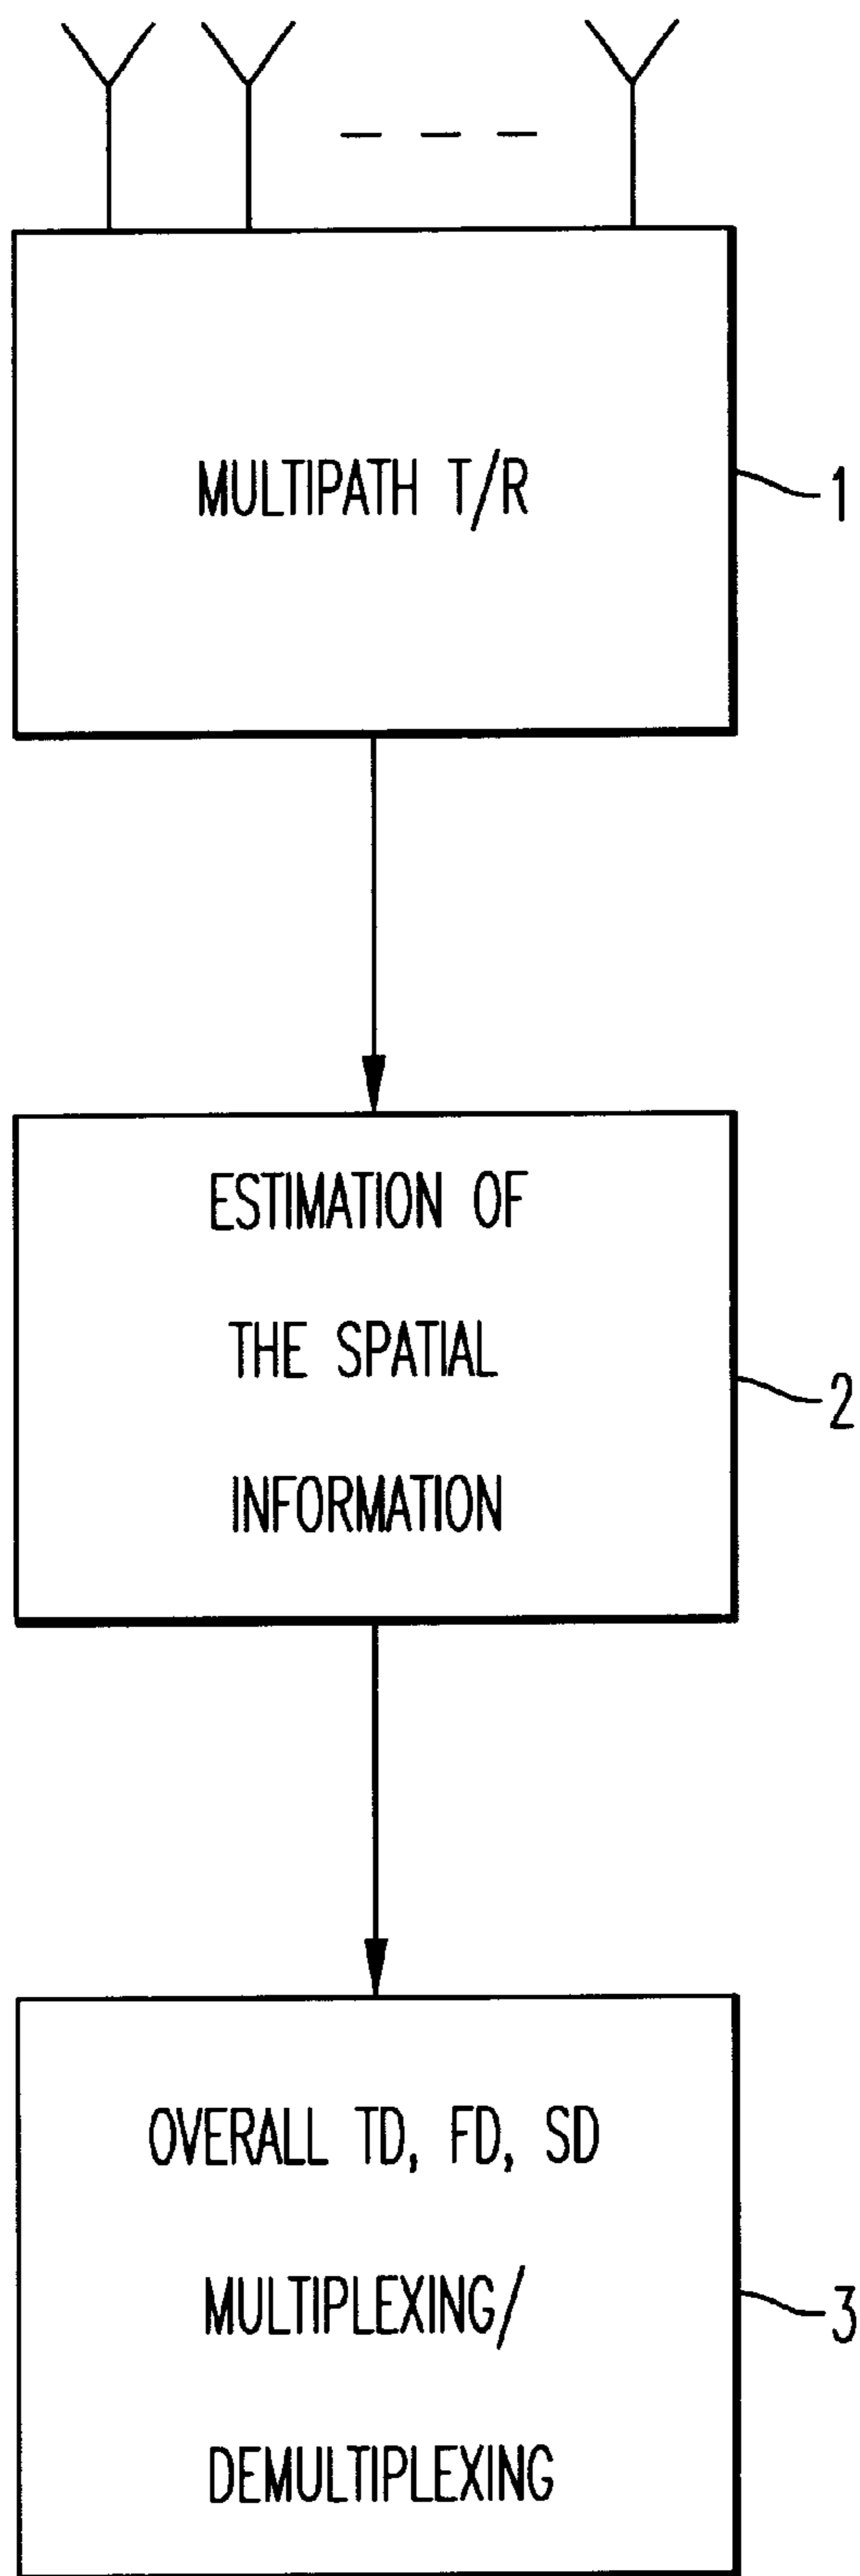 MULTIPATH T/R
1
ESTIMATION OF
THE SPATIAL
INFORMATION
2
OVERALL TD, FD, SD
MULTIPLEXING/
DEMULTIPLEXING
3